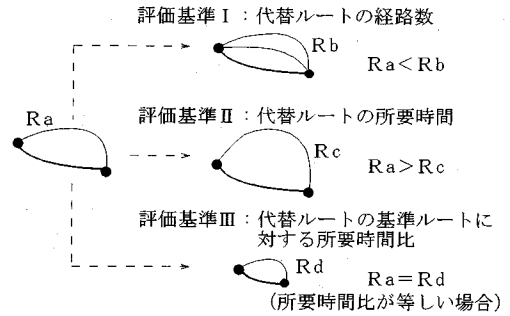 評価基準Ⅰ：代替ルートの経路数
Rb
Ra＜Rb
評価基準Ⅱ：代替ルートの所要時間
Ra
Rc
Ra＞Rc
評価基準Ⅲ：代替ルートの基準ルートに
対する所要時間比
Rd
Ra＝Rd
(所要時間比が等しい場合)